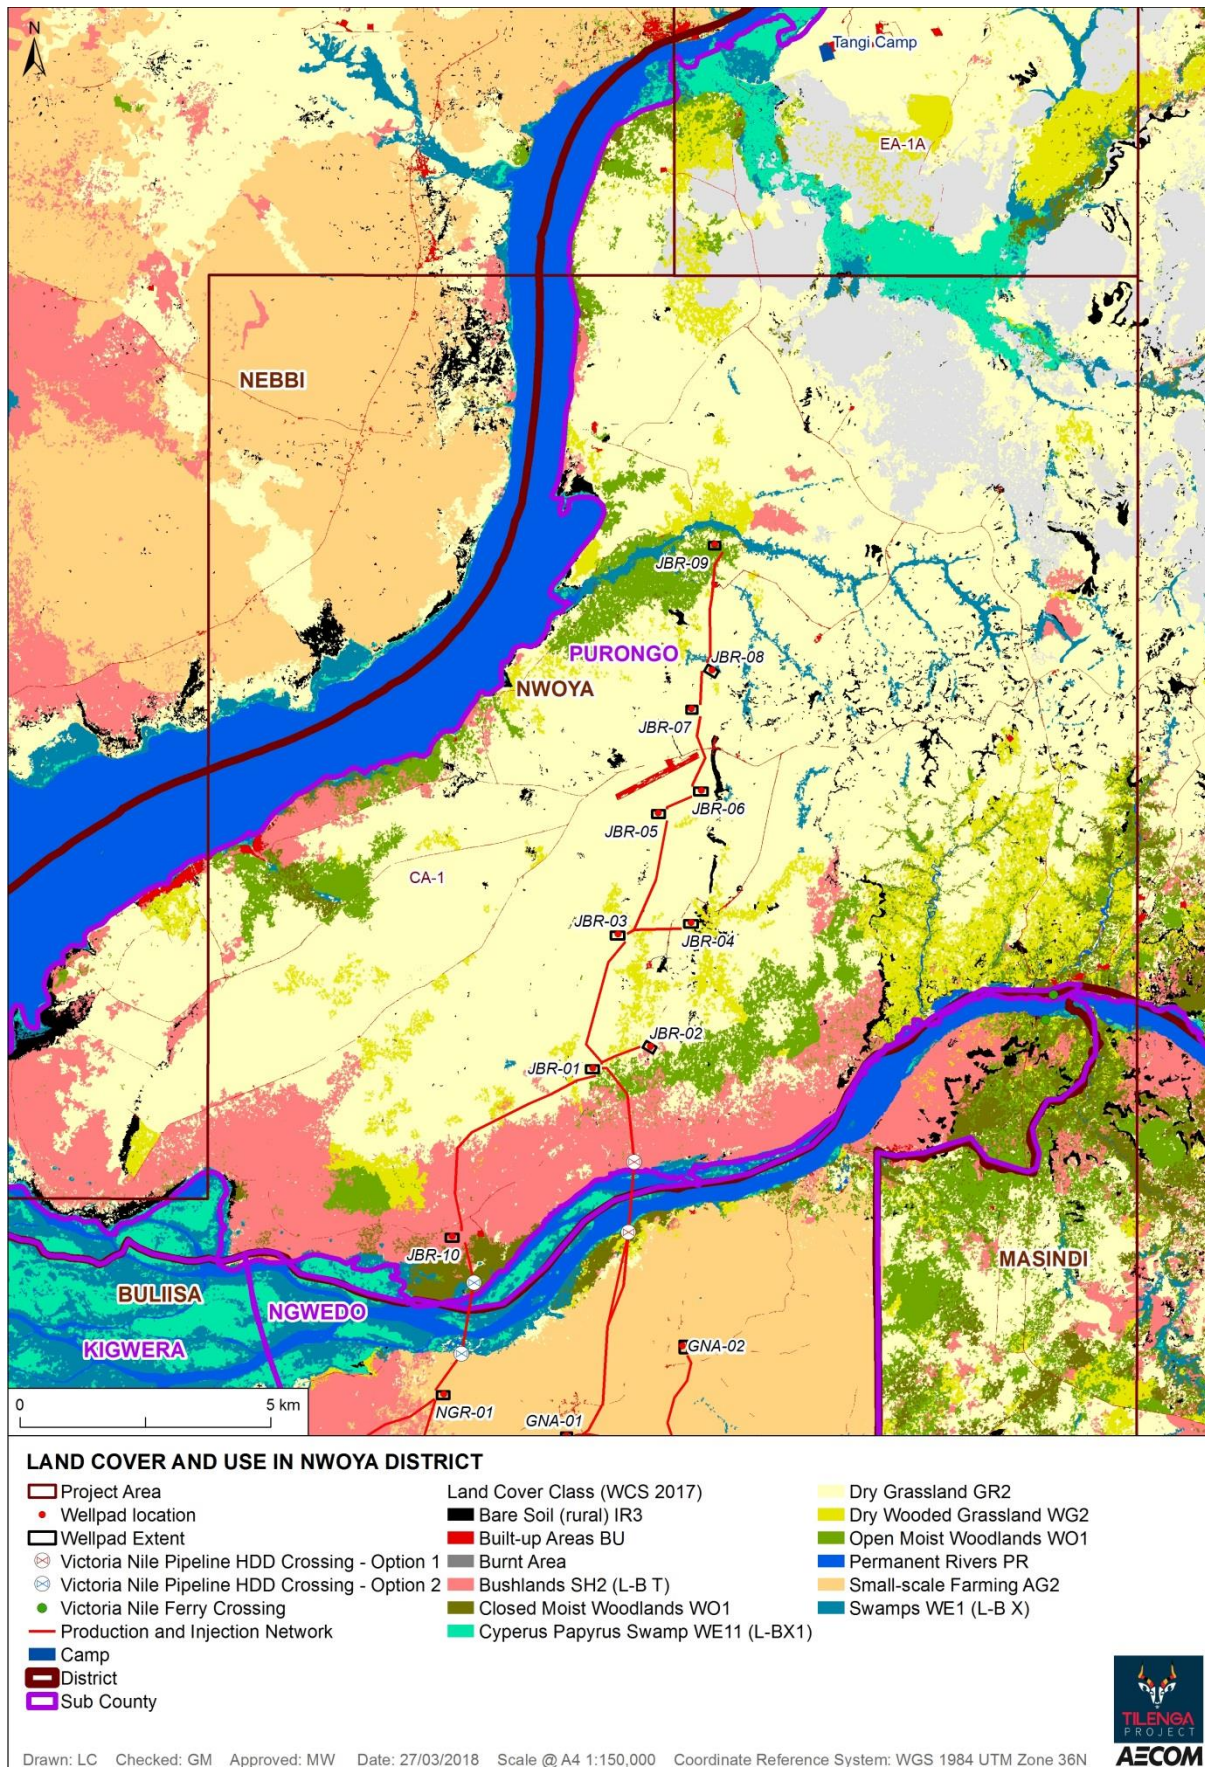 N
Tangi Camp
EA-1A
NEBBI
JBR-09
PURONGO
JBR-08
NWOYA
JBR-07
JBR-06
JBR-05
CA-1
JBR-03
JBR-04
JBR-02
JBR-01
JBR-10
MASINDI
BULIISA
NGWEDO
KIGWERA
GNA-02
0 5 km
NGR-01
GNA-01
LAND COVER AND USE IN NWOYA DISTRICT
Project Area
Wellpad location
Wellpad Extent
Victoria Nile Pipeline HDD Crossing - Option 1
Victoria Nile Pipeline HDD Crossing - Option 2
Victoria Nile Ferry Crossing
Production and Injection Network
Camp
District
Sub County
Land Cover Class (WCS 2017)
Bare Soil (rural) IR3
Built-up Areas BU
Burnt Area
Bushlands SH2 (L-B T)
Closed Moist Woodlands WO1
Cyperus Papyrus Swamp WE11 (L-BX1)
Dry Grassland GR2
Dry Wooded Grassland WG2
Open Moist Woodlands WO1
Permanent Rivers PR
Small-scale Farming AG2
Swamps WE1 (L-B X)
TILENGA
PROJECT
AECOM
Drawn: LC Checked: GM Approved: MW Date: 27/03/2018 Scale @ A4 1:150,000 Coordinate Reference System: WGS 1984 UTM Zone 36N